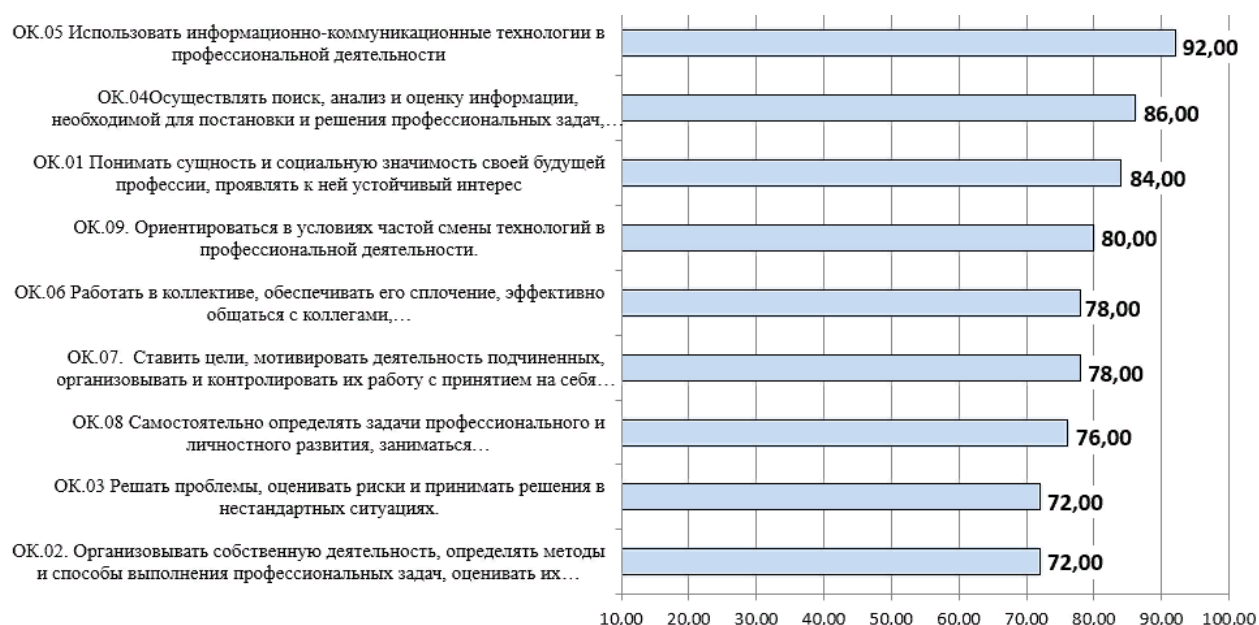 ОК.05 Использовать информационно-коммуникационные технологии в
профессиональной деятельности
92,00
ОК.04Осуществлять поиск, анализ и оценку информации,
необходимой для постановки и решения профессиональных задач,…
86,00
ОК.01 Понимать сущность и социальную значимость своей будущей
профессии, проявлять к ней устойчивый интерес
84,00
ОК.09. Ориентироваться в условиях частой смены технологий в
профессиональной деятельности.
80,00
ОК.06 Работать в коллективе, обеспечивать его сплочение, эффективно
общаться с коллегами,…
78,00
ОК.07.  Ставить цели, мотивировать деятельность подчиненных,
организовывать и контролировать их работу с принятием на себя…
78,00
ОК.08 Самостоятельно определять задачи профессионального и
личностного развития, заниматься…
76,00
ОК.03 Решать проблемы, оценивать риски и принимать решения в
нестандартных ситуациях.
72,00
ОК.02. Организовывать собственную деятельность, определять методы
и способы выполнения профессиональных задач, оценивать их…
72,00
10,00 20,00 30,00 40,00 50,00 60,00 70,00 80,00 90,00 100,00